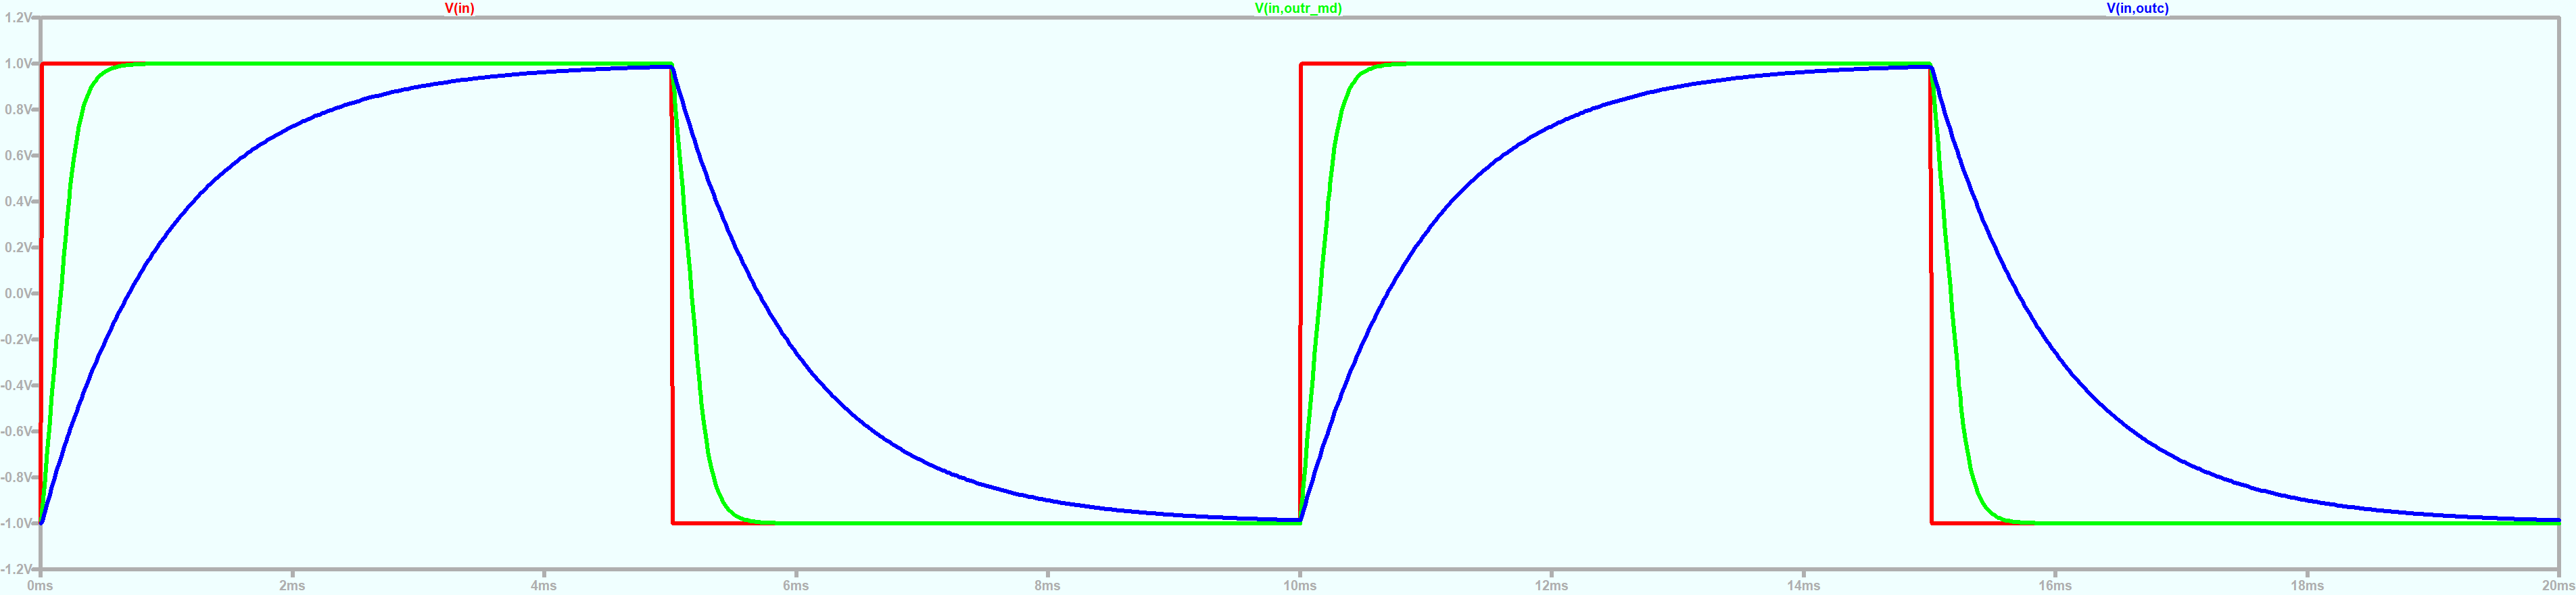 V(in) V(in,outr_md) V(in,outc)
1.2V
1.0V
0.8V
0.6V
0.4V
0.2V
0.0V
-0.2V
-0.4V
-0.6V
-0.8V
-1.0V
-1.2V
0ms 2ms 4ms 6ms 8ms 10ms 12ms 14ms 16ms 18ms 20ms